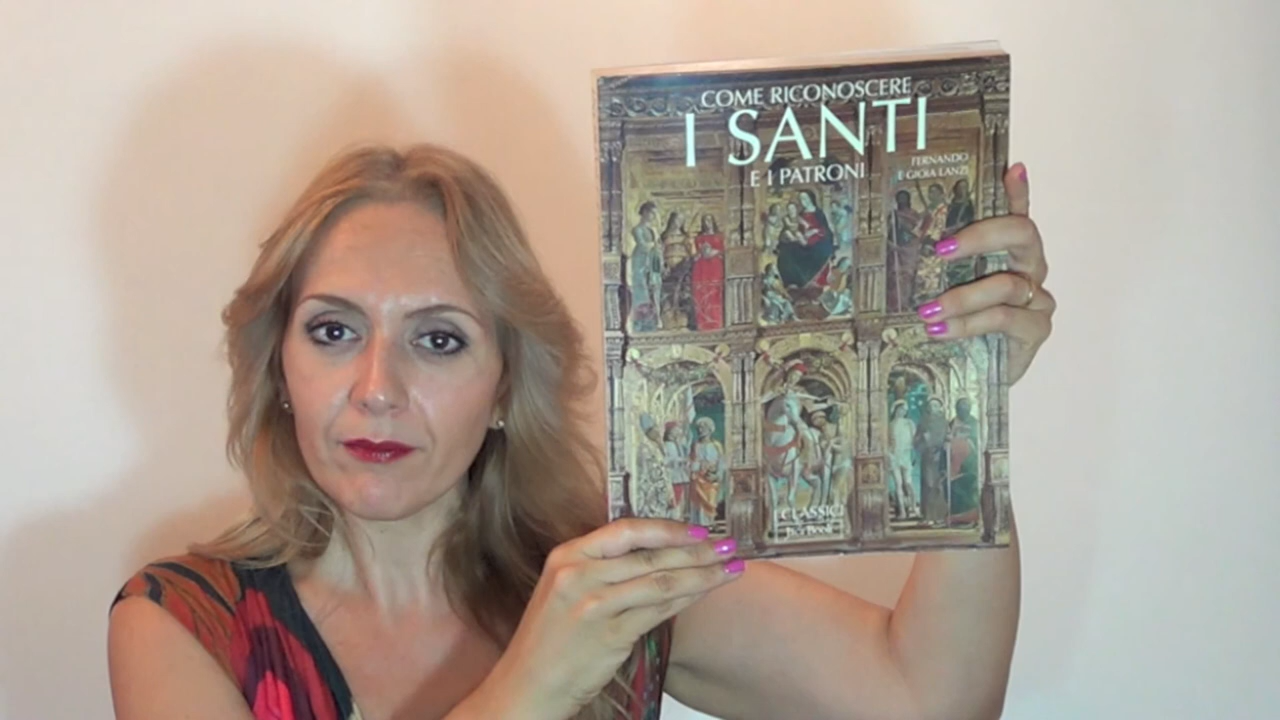 COME RICONOSCERE
I SANTI
E I PATRONI
FERNANDO
E GIOIA LANZI
I CLASSICI